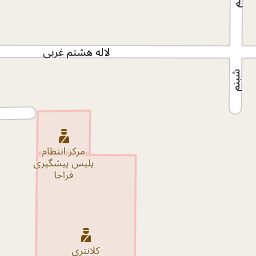 لاله هشتم غربی
شبنم
مرکز انتظام
پلیس پیشگیری
فراجا
کلانتری